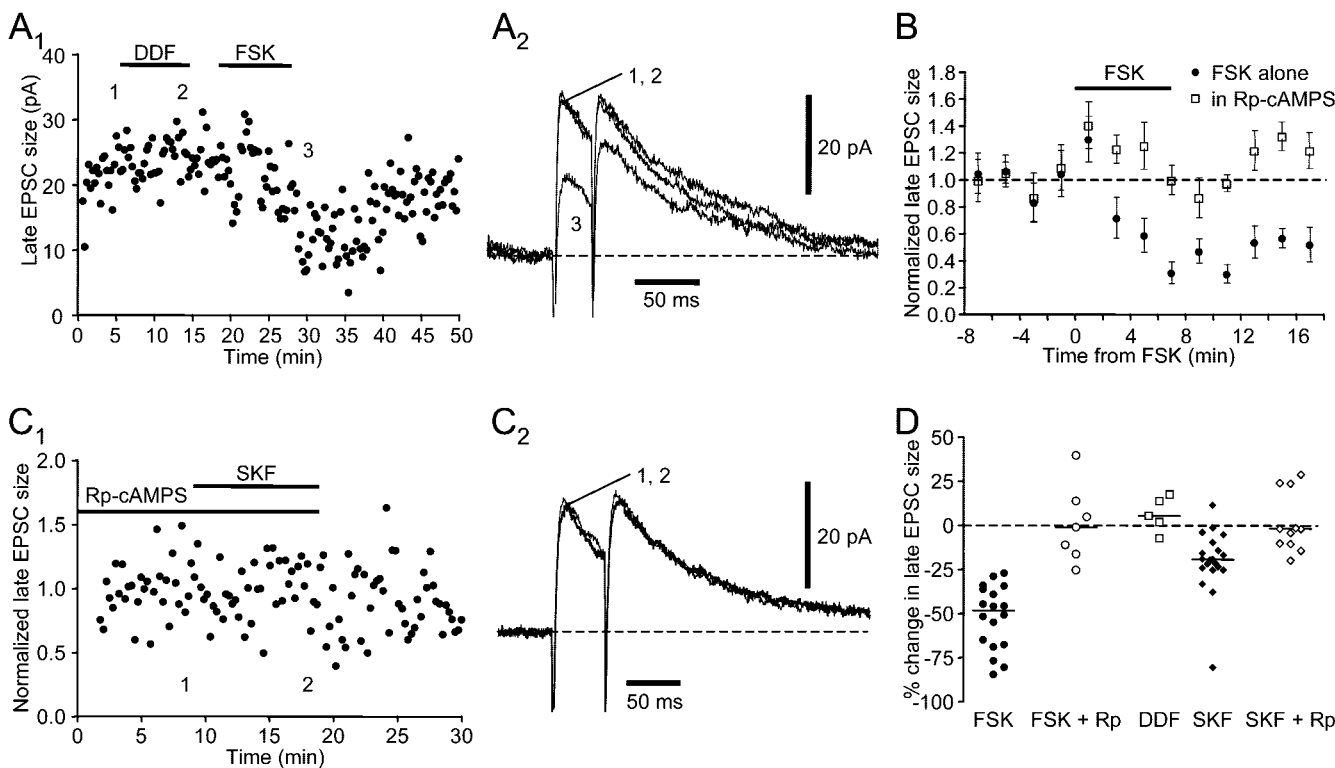 A1
DDF FSK
Late EPSC size (pA)
40
30
20
10
0
1 2
3
0 5 10 15 20 25 30 35 40 45 50
Time (min)
A2
1, 2
3
20 pA
50 ms
B
FSK
FSK alone
in Rp-cAMPS
Normalized late EPSC size
1.8
1.6
1.4
1.2
1.0
0.8
0.6
0.4
0.2
0.0
-8 -4 0 4 8 12 16
Time from FSK (min)
C1
SKF
Rp-cAMPS
Normalized late EPSC size
2.0
1.5
1.0
0.5
0.0
1 2
0 5 10 15 20 25 30
Time (min)
C2
1, 2
20 pA
50 ms
D
% change in late EPSC size
50
25
0
-25
-50
-75
-100
FSK FSK + Rp DDF SKF SKF + Rp